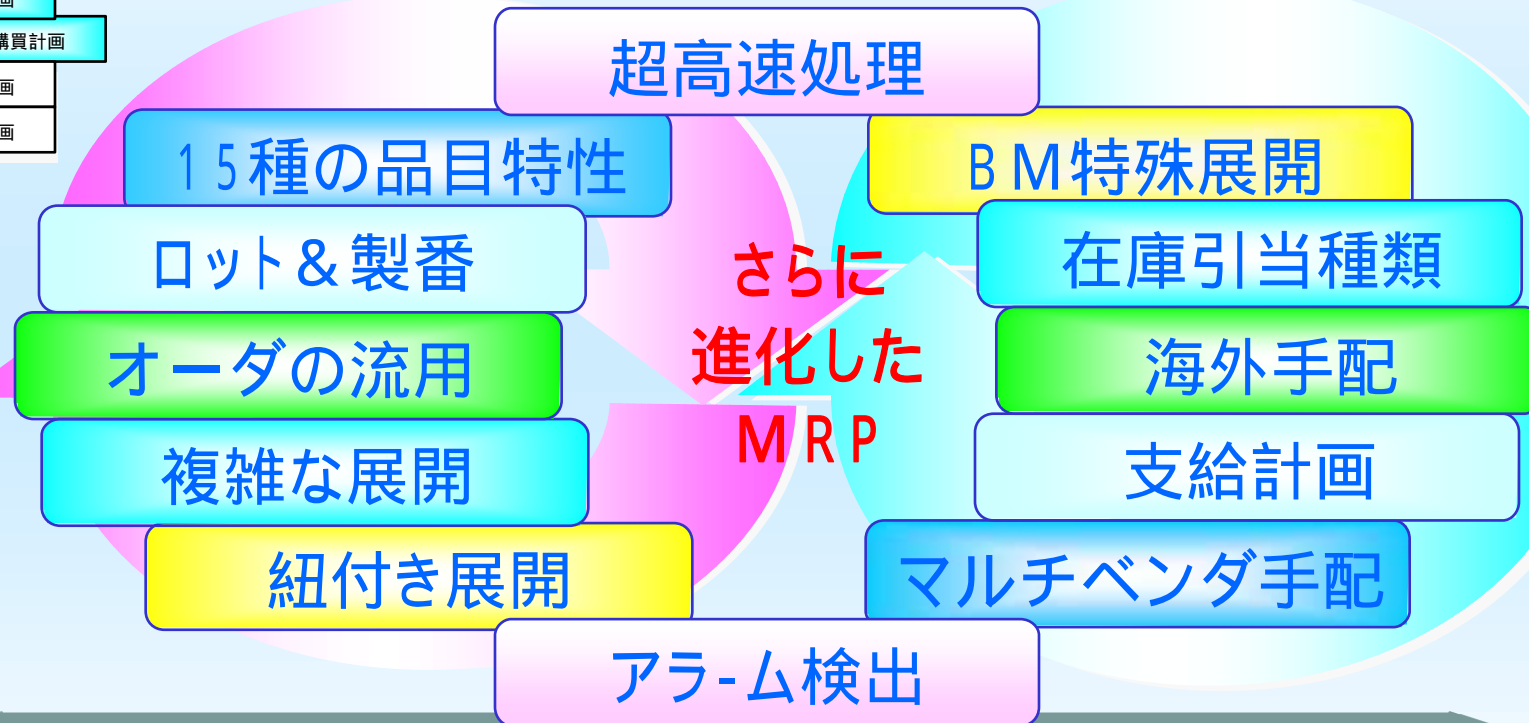 画
購買計画
画
画
超高速処理
15種の品目特性
BM特殊展開
ロット&製番
在庫引当種類
さらに
進化した
MRP
オーダの流用
海外手配
複雑な展開
支給計画
紐付き展開
マルチベンダ手配
アラーム検出